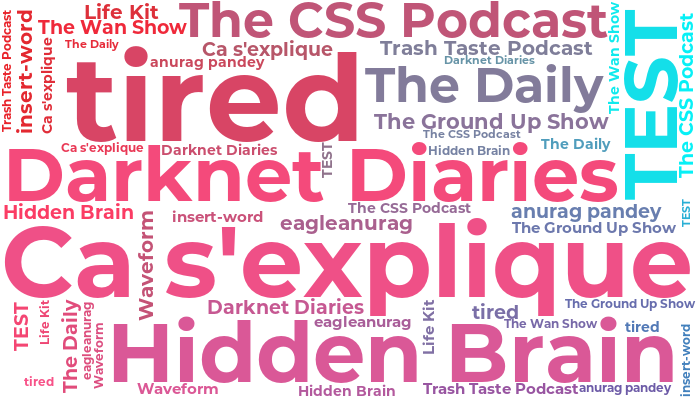 Life Kit
The CSS Podcast
The Wan Show
The Daily
Ca s'explique
Trash Taste Podcast
anurag pandey
Darknet Diaries
Trash Taste Podcast
insert-word
Ca s'explique
tired
The Daily
The Wan Show
TEST
The CSS Podcast
The Ground Up Show
The CSS Podcast
Ca s'explique
Darknet Diaries
TEST
Hidden Brain
The Daily
Darknet Diaries
Hidden Brain
insert-word
The CSS Podcast
anurag pandey
TEST
eagleanurag
The Ground Up Show
Waveform
Ca s'explique
Darknet Diaries
The Ground Up Show
TEST
Life Kit
The Daily
eagleanurag
Waveform
eagleanurag
Life Kit
tired
The Wan Show
tired
insert-word
Hidden Brain
tired
Waveform
Hidden Brain
Trash Taste Podcast
anurag pandey